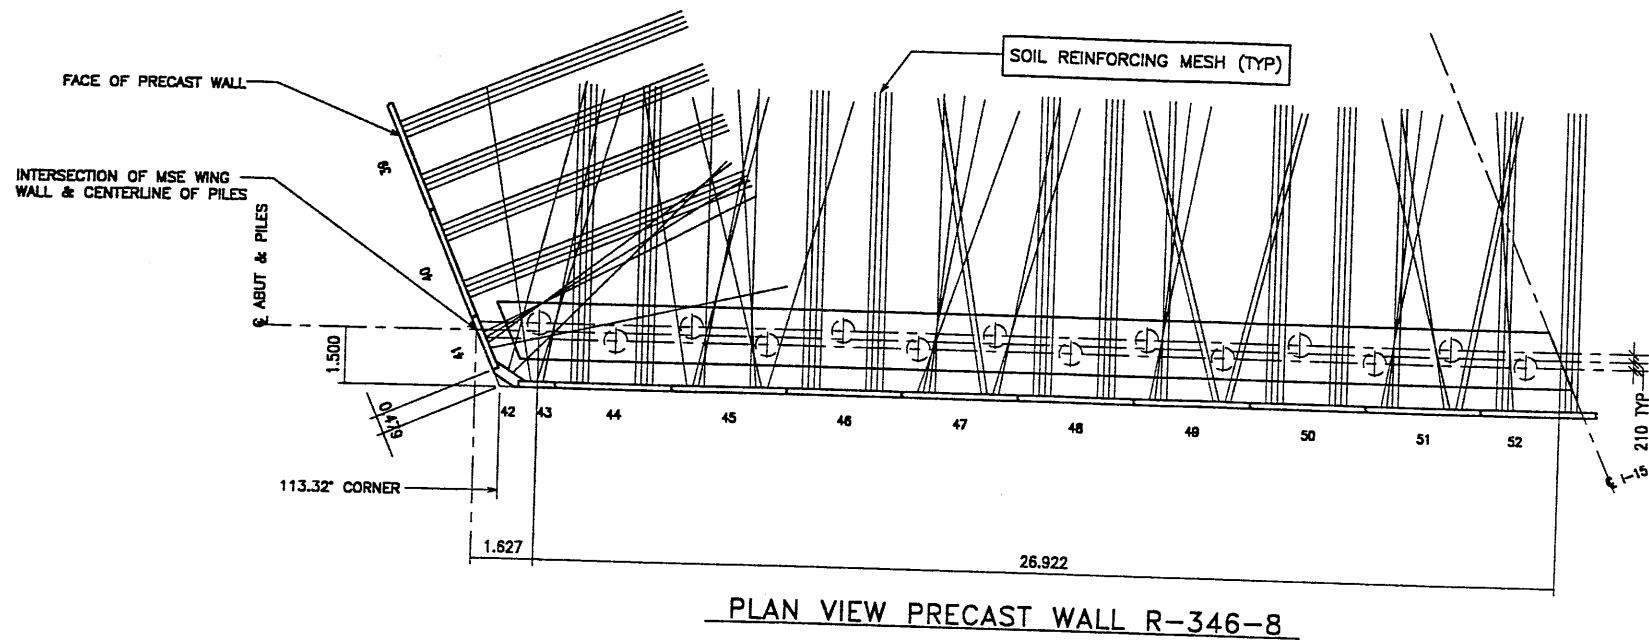 SOIL REINFORCING MESH (TYP)
FACE OF PRECAST WALL
39
INTERSECTION OF MSE WING
WALL & CENTERLINE OF PILES
℄ ABUT & PILES
40
41
1.500
0.479
42
43
44
45
46
47
48
49
50
51
52
210 TYP
℄ I-15
113.32° CORNER
1.627
26.922
PLAN VIEW PRECAST WALL R-346-8